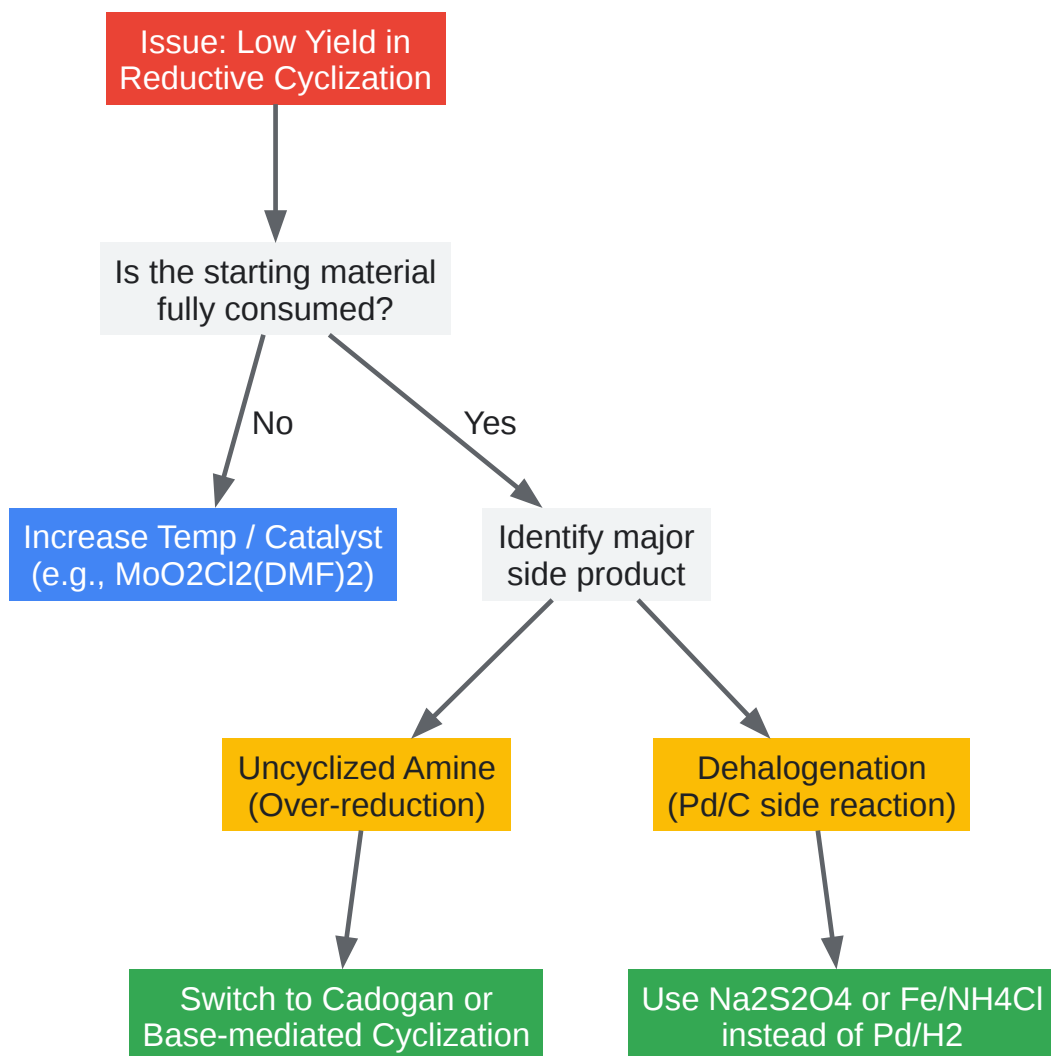 Issue: Low Yield in
Reductive Cyclization
Is the starting material
fully consumed?
No
Yes
Increase Temp / Catalyst
(e.g., MoO2Cl2(DMF)2)
Identify major
side product
Uncyclized Amine
(Over-reduction)
Dehalogenation
(Pd/C side reaction)
Switch to Cadogan or
Base-mediated Cyclization
Use Na2S2O4 or Fe/NH4Cl
instead of Pd/H2